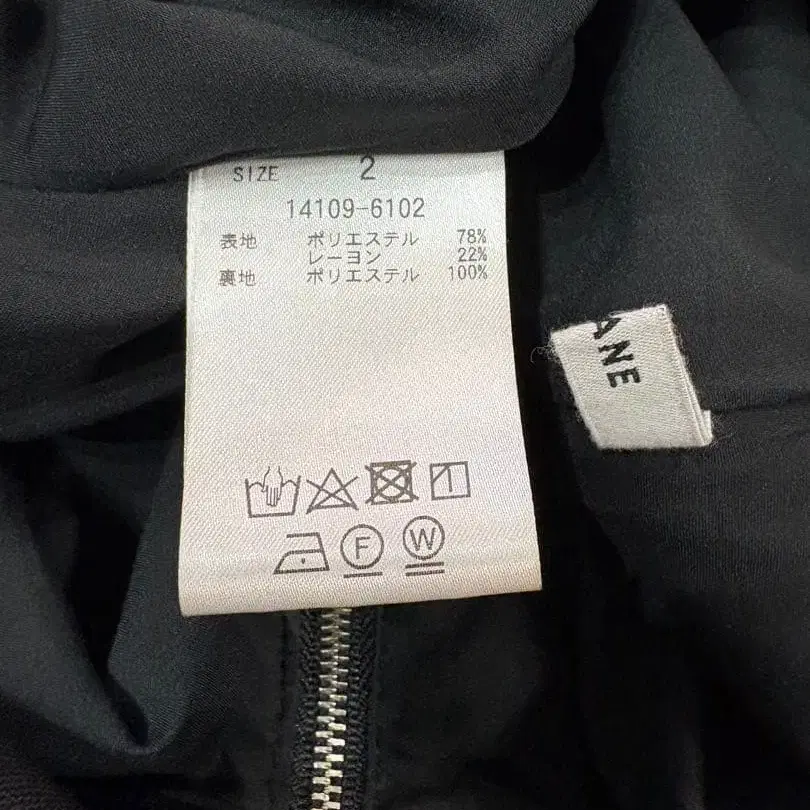 SIZE 2
14109-6102
表地 ポリエステル 78%
レーヨン 22%
裏地 ポリエステル 100%
F W
ANE